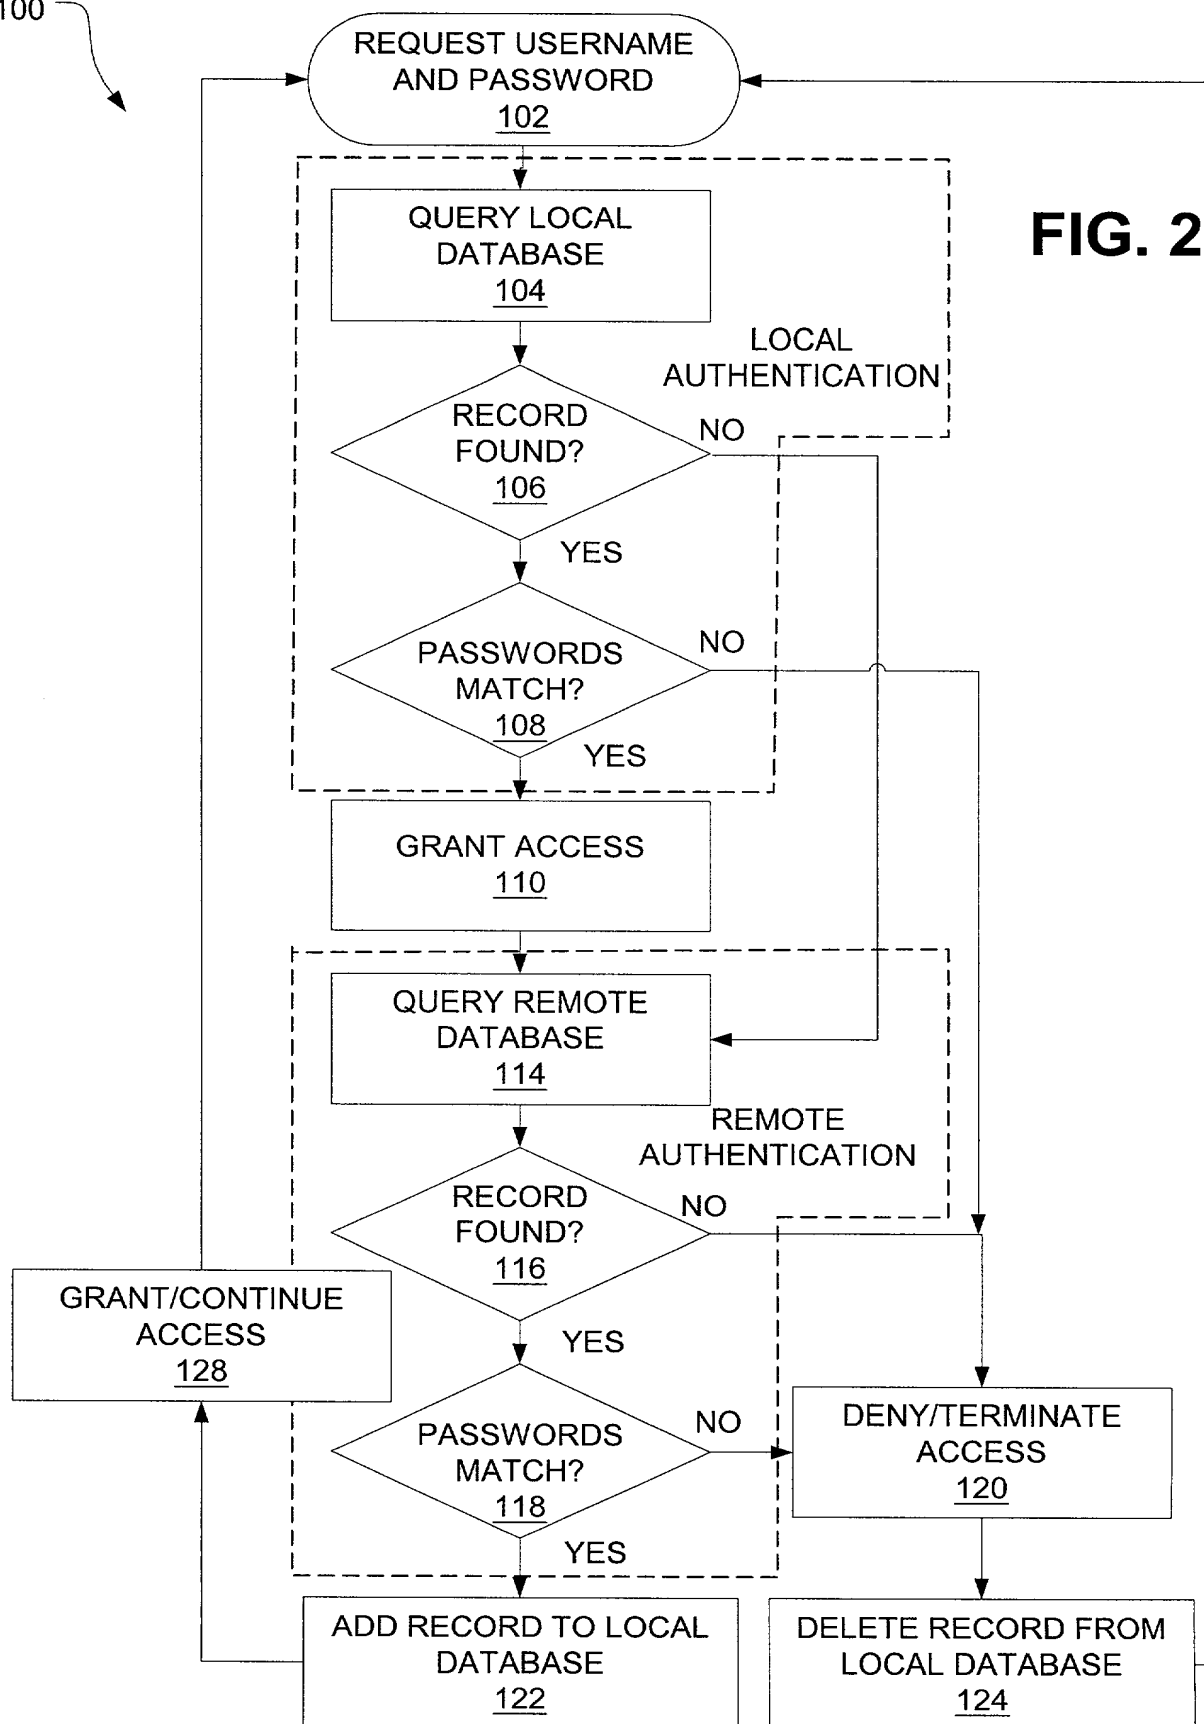 100
REQUEST USERNAME
AND PASSWORD
102
QUERY LOCAL
DATABASE
104
FIG. 2
LOCAL
AUTHENTICATION
RECORD
FOUND?
106
NO
YES
PASSWORDS
MATCH?
108
NO
YES
GRANT ACCESS
110
QUERY REMOTE
DATABASE
114
REMOTE
AUTHENTICATION
RECORD
FOUND?
116
NO
YES
GRANT/CONTINUE
ACCESS
128
PASSWORDS
MATCH?
118
NO
YES
DENY/TERMINATE
ACCESS
120
ADD RECORD TO LOCAL
DATABASE
122
DELETE RECORD FROM
LOCAL DATABASE
124